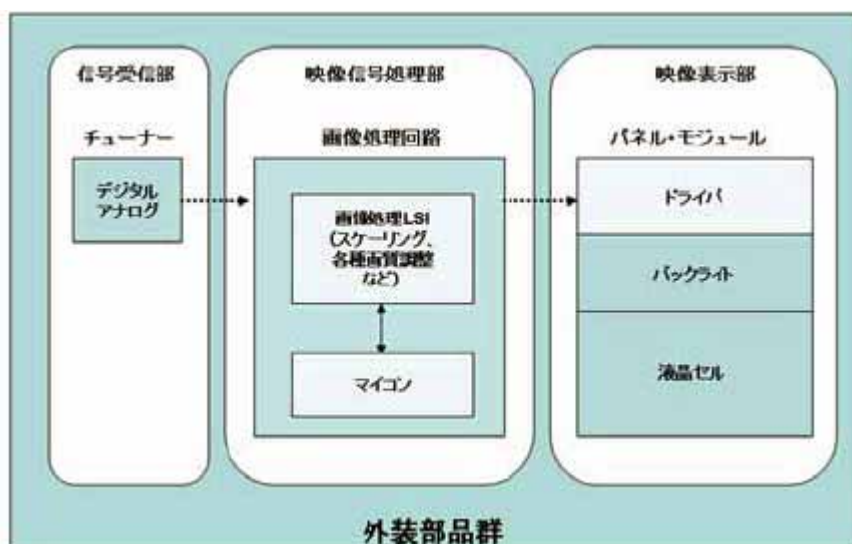 信号受信部
チューナー
デジタル
アナログ
映像信号処理部
画像処理回路
画像処理LSI
(スケーリング、
各種画質調整
など)
マイコン
映像表示部
パネル・モジュール
ドライバ
バックライト
液晶セル
外装部品群